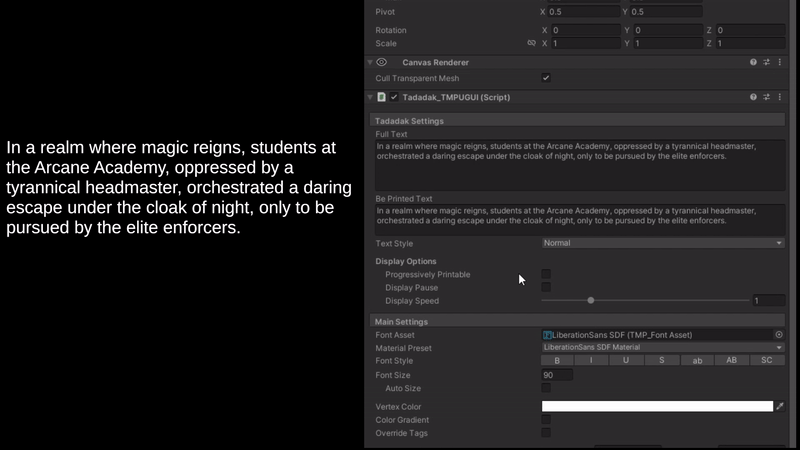 In a realm where magic reigns, students at
the Arcane Academy, oppressed by a
tyrannical headmaster, orchestrated a daring
escape under the cloak of night, only to be
pursued by the elite enforcers.
Pivot X 0.5 Y 0.5
Rotation X 0 Y 0 Z 0
Scale X 1 Y 1 Z 1
Canvas Renderer
Cull Transparent Mesh
Tadadak_TMPUGUI (Script)
Tadadak Settings
Full Text
In a realm where magic reigns, students at the Arcane Academy, oppressed by a tyrannical headmaster,
orchestrated a daring escape under the cloak of night, only to be pursued by the elite enforcers.
Be Printed Text
In a realm where magic reigns, students at the Arcane Academy, oppressed by a tyrannical headmaster,
orchestrated a daring escape under the cloak of night, only to be pursued by the elite enforcers.
Text Style Normal
Display Options
Progressively Printable
Display Pause
Display Speed 1
Main Settings
Font Asset LiberationSans SDF (TMP_Font Asset)
Material Preset LiberationSans SDF Material
Font Style B I U S ab AB SC
Font Size 90
Auto Size
Vertex Color
Color Gradient
Override Tags